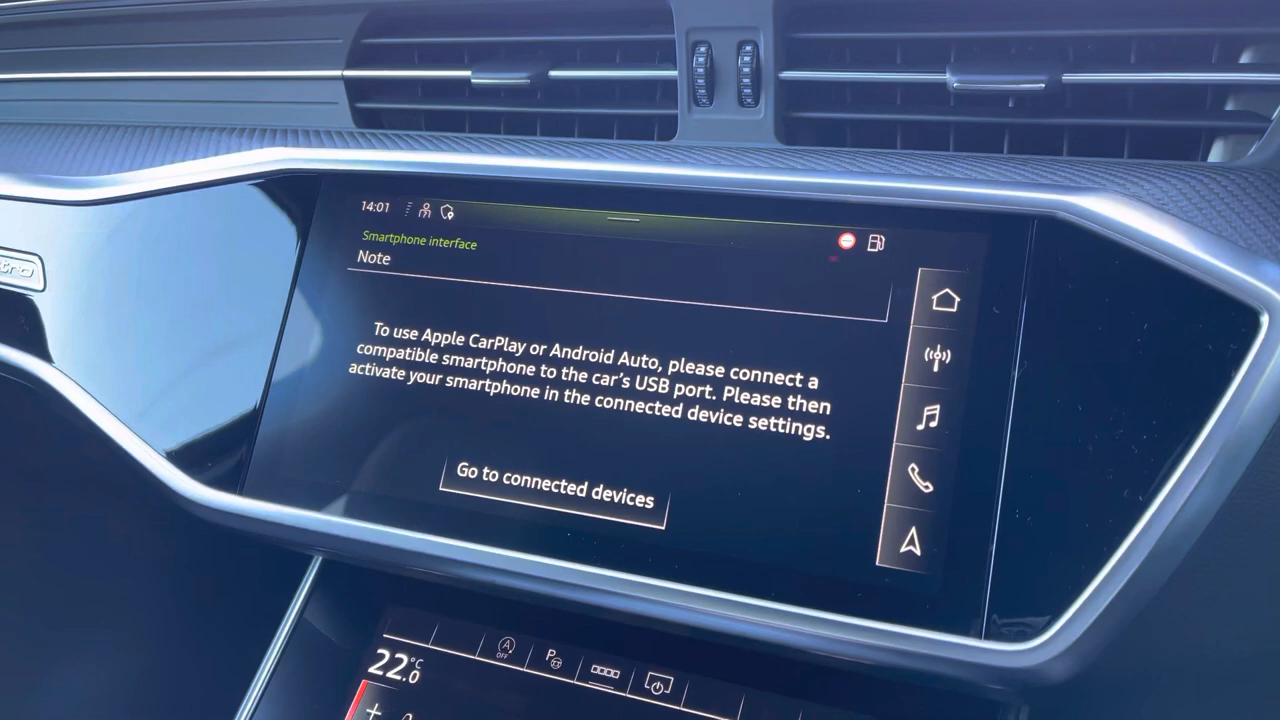 14:01
Smartphone interface
Note
To use Apple CarPlay or Android Auto, please connect a
compatible smartphone to the car's USB port. Please then
activate your smartphone in the connected device settings.
Go to connected devices
A
OFF
P
22.0
°C